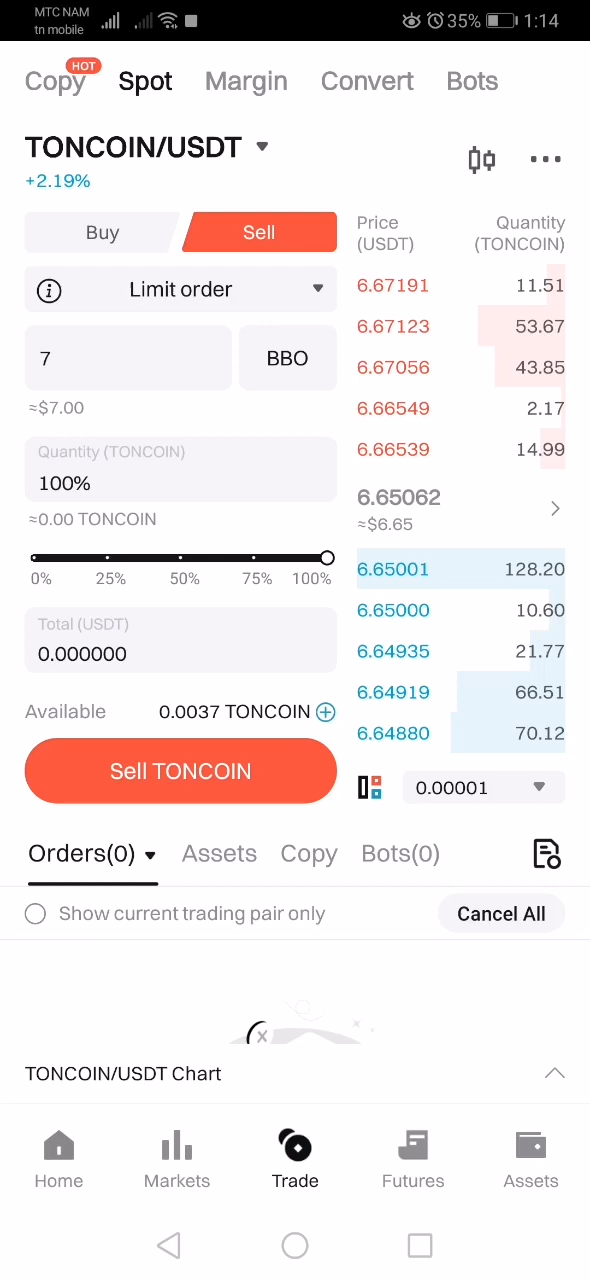 MTC NAM
tn mobile
35%
1:14
Copy
HOT
Spot
Margin
Convert
Bots
TONCOIN/USDT
+2.19%
Buy
Sell
Limit order
7
BBO
≈$7.00
Quantity (TONCOIN)
100%
≈0.00 TONCOIN
0%
25%
50%
75%
100%
Total (USDT)
0.000000
Available
0.0037 TONCOIN
Sell TONCOIN
Price
(USDT)
Quantity
(TONCOIN)
6.67191 11.51
6.67123 53.67
6.67056 43.85
6.66549 2.17
6.66539 14.99
6.65062
≈$6.65
6.65001 128.20
6.65000 10.60
6.64935 21.77
6.64919 66.51
6.64880 70.12
0.00001
Orders(0)
Assets
Copy
Bots(0)
Show current trading pair only
Cancel All
TONCOIN/USDT Chart
Home
Markets
Trade
Futures
Assets